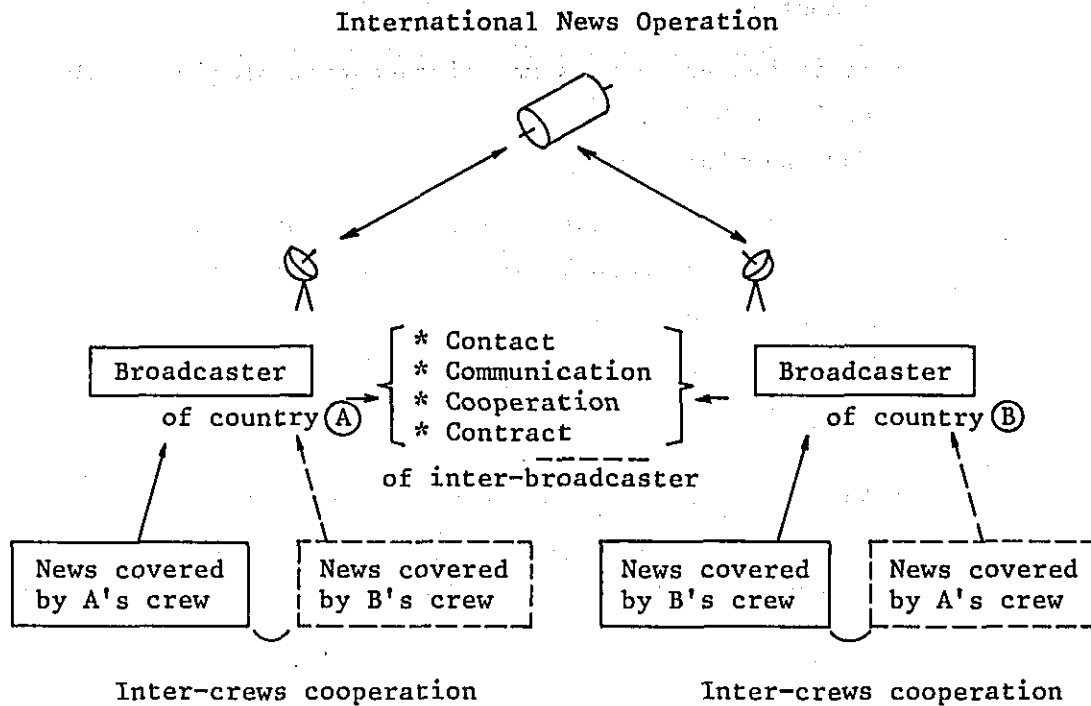 International News Operation
* Contact
* Communication
* Cooperation
* Contract
of inter-broadcaster
Broadcaster
of country Ⓐ
Broadcaster
of country Ⓑ
News covered
by A's crew
News covered
by B's crew
News covered
by B's crew
News covered
by A's crew
Inter-crews cooperation
Inter-crews cooperation